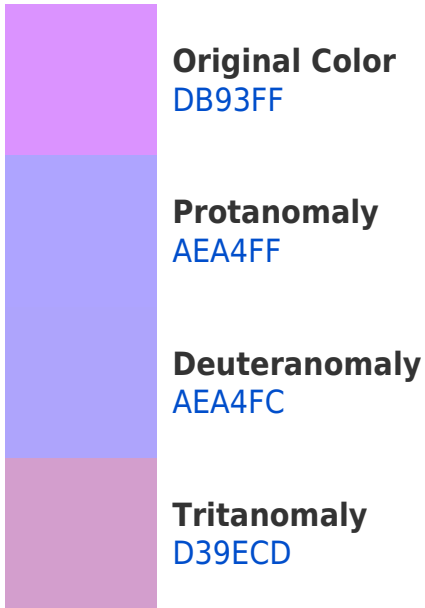 Original Color
DB93FF
Protanomaly
AEA4FF
Deuteranomaly
AEA4FC
Tritanomaly
D39ECD